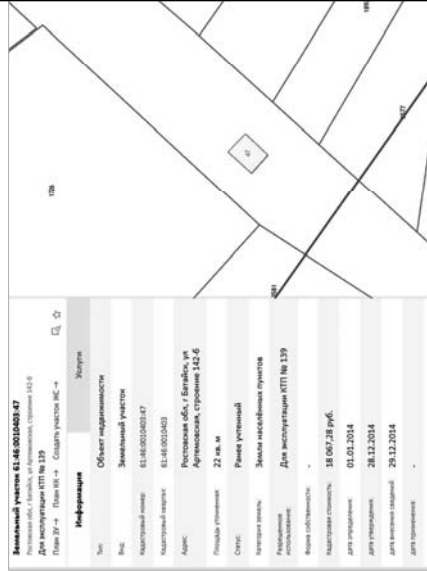 Земельный участок 61:46:0010403:47
Ростовская обл, г Батайск, ул Артемовская, строение 142-б
Для эксплуатации КТП № 139
План ЗУ → План КК → Создать участок ЖС →
Информация Услуги
Тип: Объект недвижимости
Вид: Земельный участок
Кадастровый номер: 61:46:0010403:47
Кадастровый квартал: 61:46:0010403
Адрес: Ростовская обл, г Батайск, ул
Артемовская, строение 142-б
Площадь уточненная: 22 кв. м
Статус: Ранее учтенный
Категория земель: Земли населённых пунктов
Разрешенное
использование: Для эксплуатации КТП № 139
Форма собственности: -
Кадастровая стоимость: 18 067,28 руб.
дата определения: 01.01.2014
дата утверждения: 28.12.2014
дата внесения сведений: 29.12.2014
дата применения: -
47